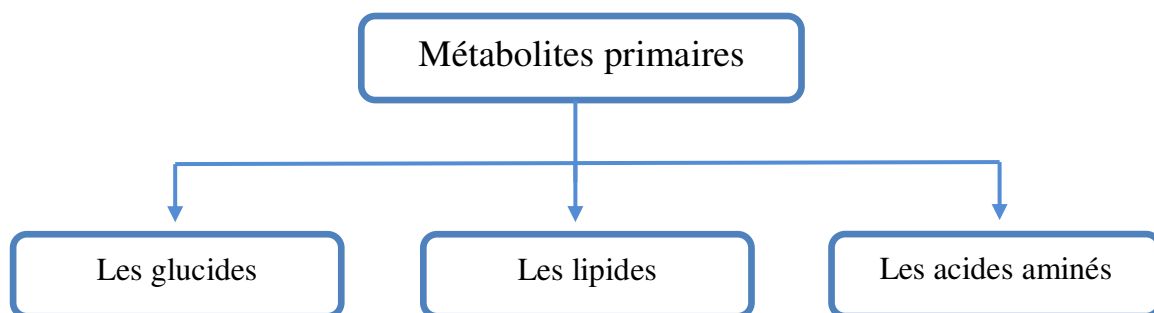 Métabolites primaires
Les glucides
Les lipides
Les acides aminés